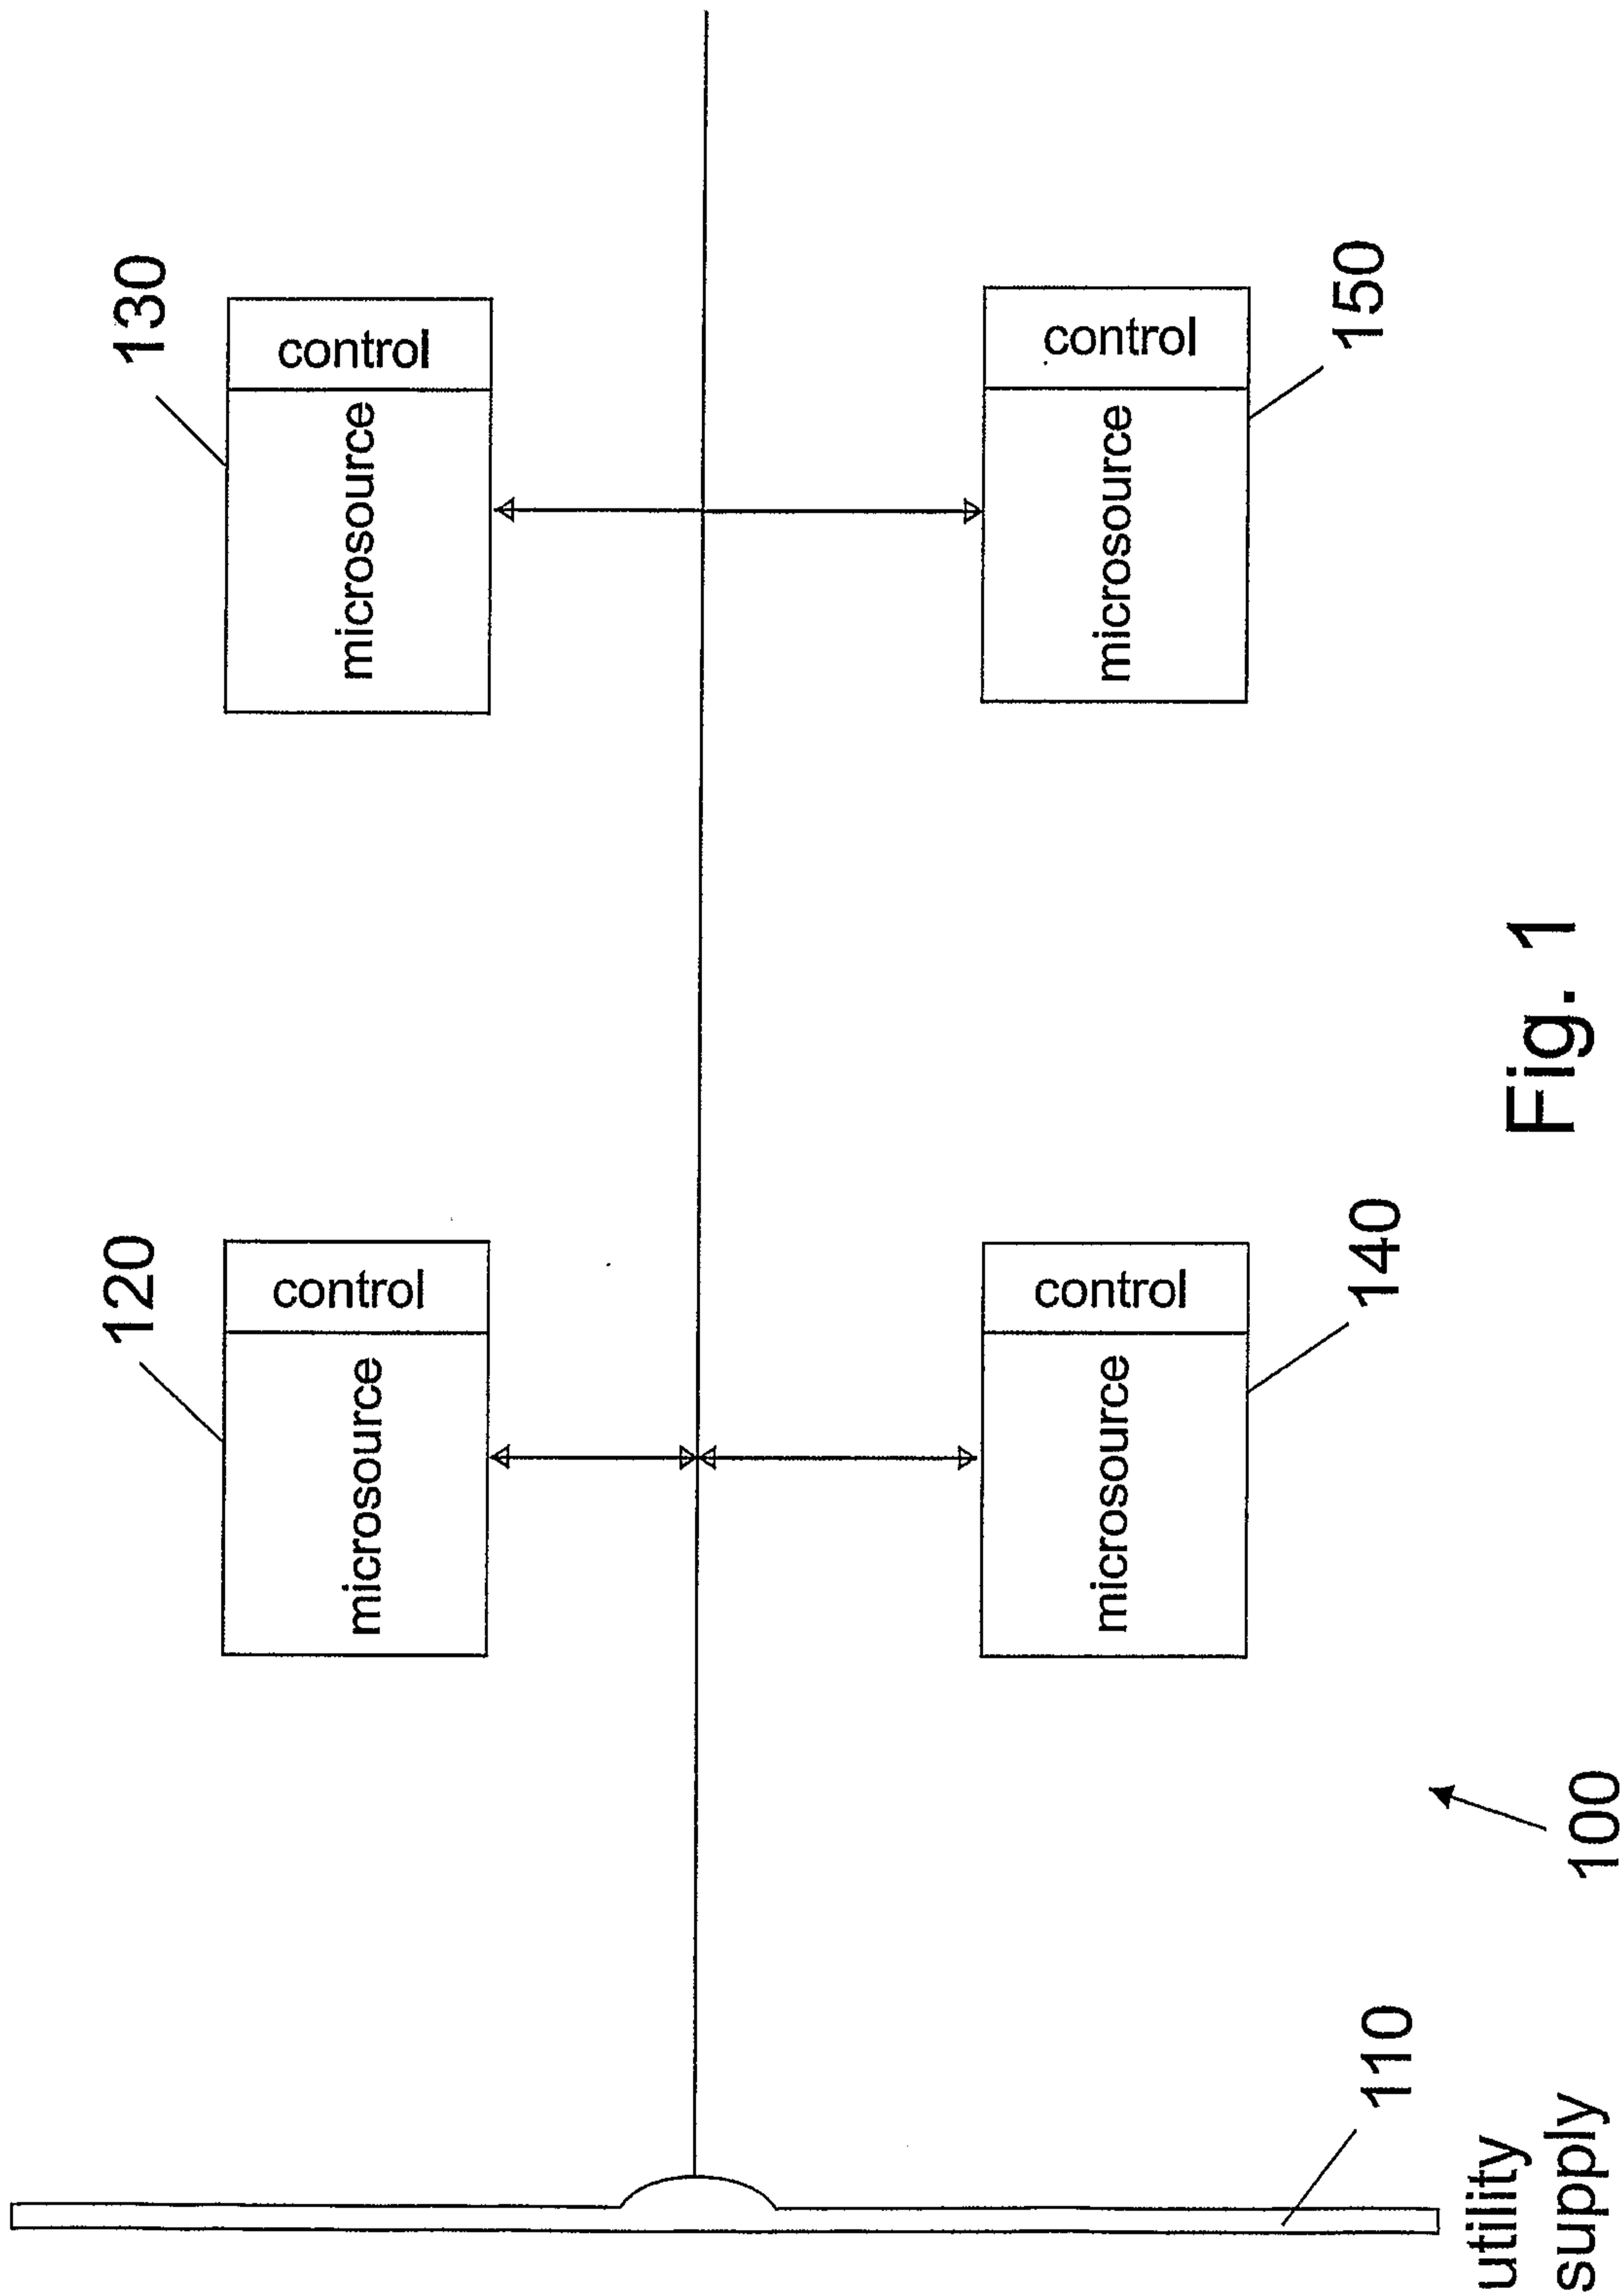 120
control
microsource
130
control
microsource
140
control
microsource
150
control
microsource
100
110
utility
supply
Fig. 1